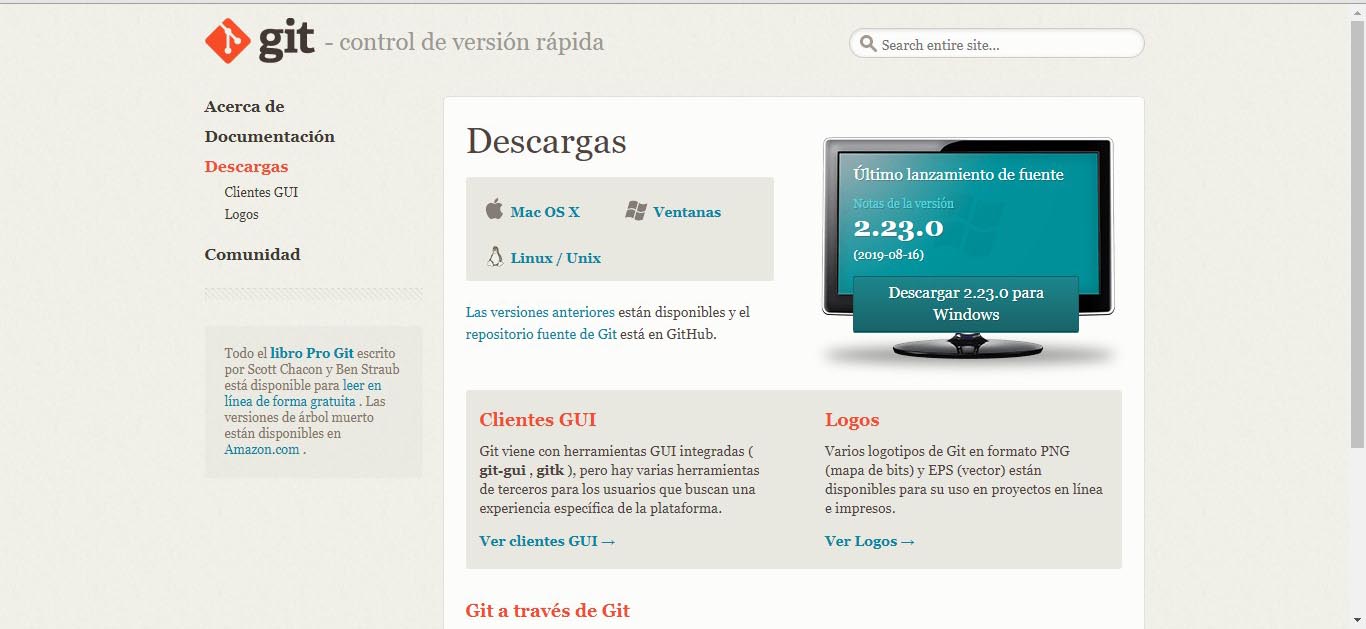 git - control de versión rápida
Search entire site...
Acerca de
Documentación
Descargas
Clientes GUI
Logos
Comunidad
Todo el libro Pro Git escrito
por Scott Chacon y Ben Straub
está disponible para leer en
línea de forma gratuita . Las
versiones de árbol muerto
están disponibles en
Amazon.com .
Descargas
Mac OS X
Ventanas
Linux / Unix
Las versiones anteriores están disponibles y el
repositorio fuente de Git está en GitHub.
Último lanzamiento de fuente
Notas de la versión
2.23.0
(2019-08-16)
Descargar 2.23.0 para
Windows
Clientes GUI
Git viene con herramientas GUI integradas (
git-gui , gitk ), pero hay varias herramientas
de terceros para los usuarios que buscan una
experiencia específica de la plataforma.
Ver clientes GUI →
Logos
Varios logotipos de Git en formato PNG
(mapa de bits) y EPS (vector) están
disponibles para su uso en proyectos en línea
e impresos.
Ver Logos →
Git a través de Git